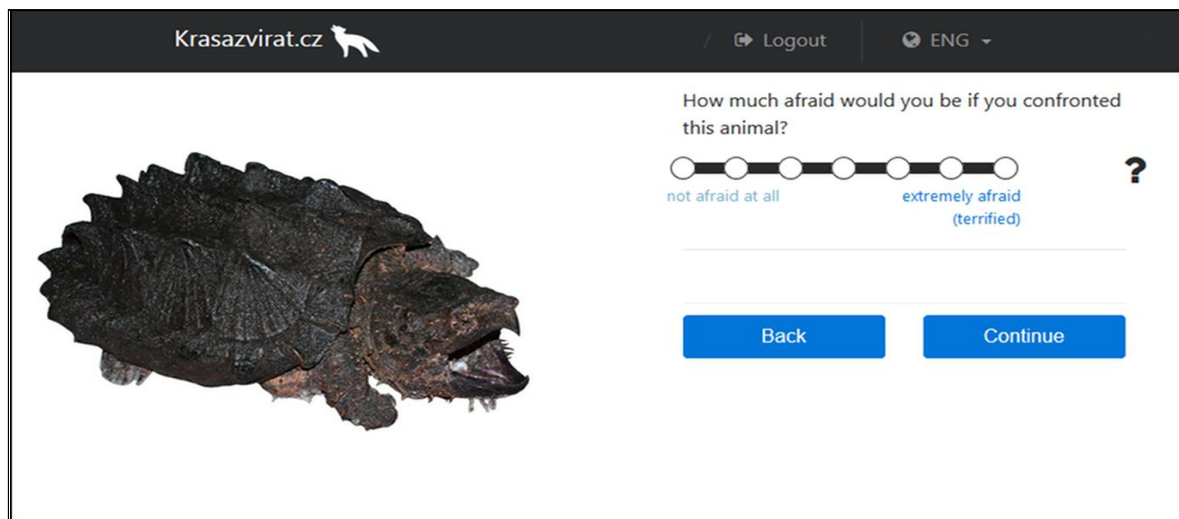 Krasazvirat.cz
/ Logout
ENG
How much afraid would you be if you confronted
this animal?
?
not afraid at all
extremely afraid
(terrified)
Back
Continue